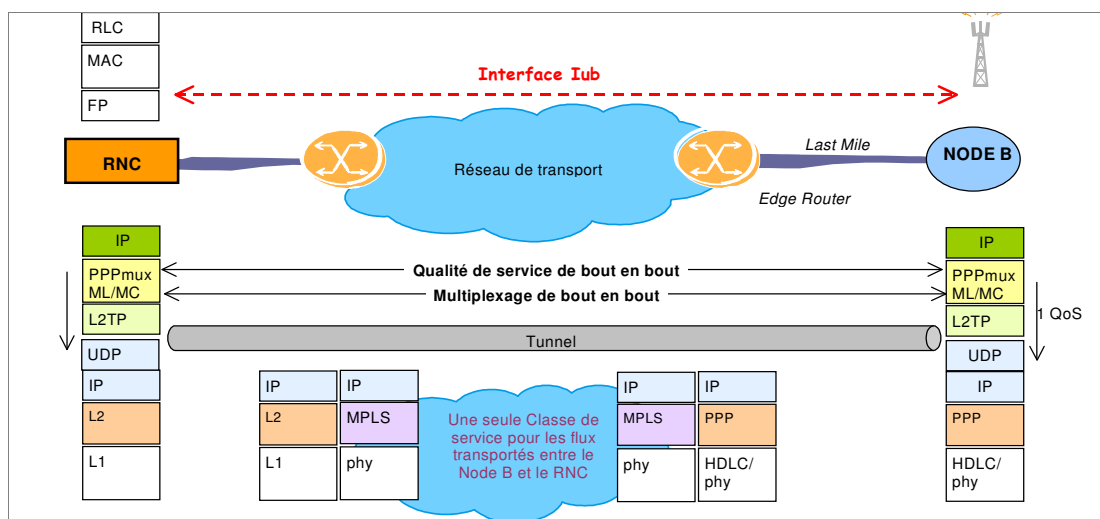 RLC
MAC
FP
Interface Iub
RNC
Réseau de transport
Last Mile
NODE B
Edge Router
IP
PPPmux
ML/MC
L2TP
UDP
IP
L2
L1
Qualité de service de bout en bout
Multiplexage de bout en bout
Tunnel
IP
L2
L1
IP
MPLS
phy
Une seule Classe de
service pour les flux
transportés entre le
Node B et le RNC
IP
MPLS
phy
IP
PPP
HDLC/
phy
IP
PPPmux
ML/MC
L2TP
UDP
IP
PPP
HDLC/
phy
1 QoS